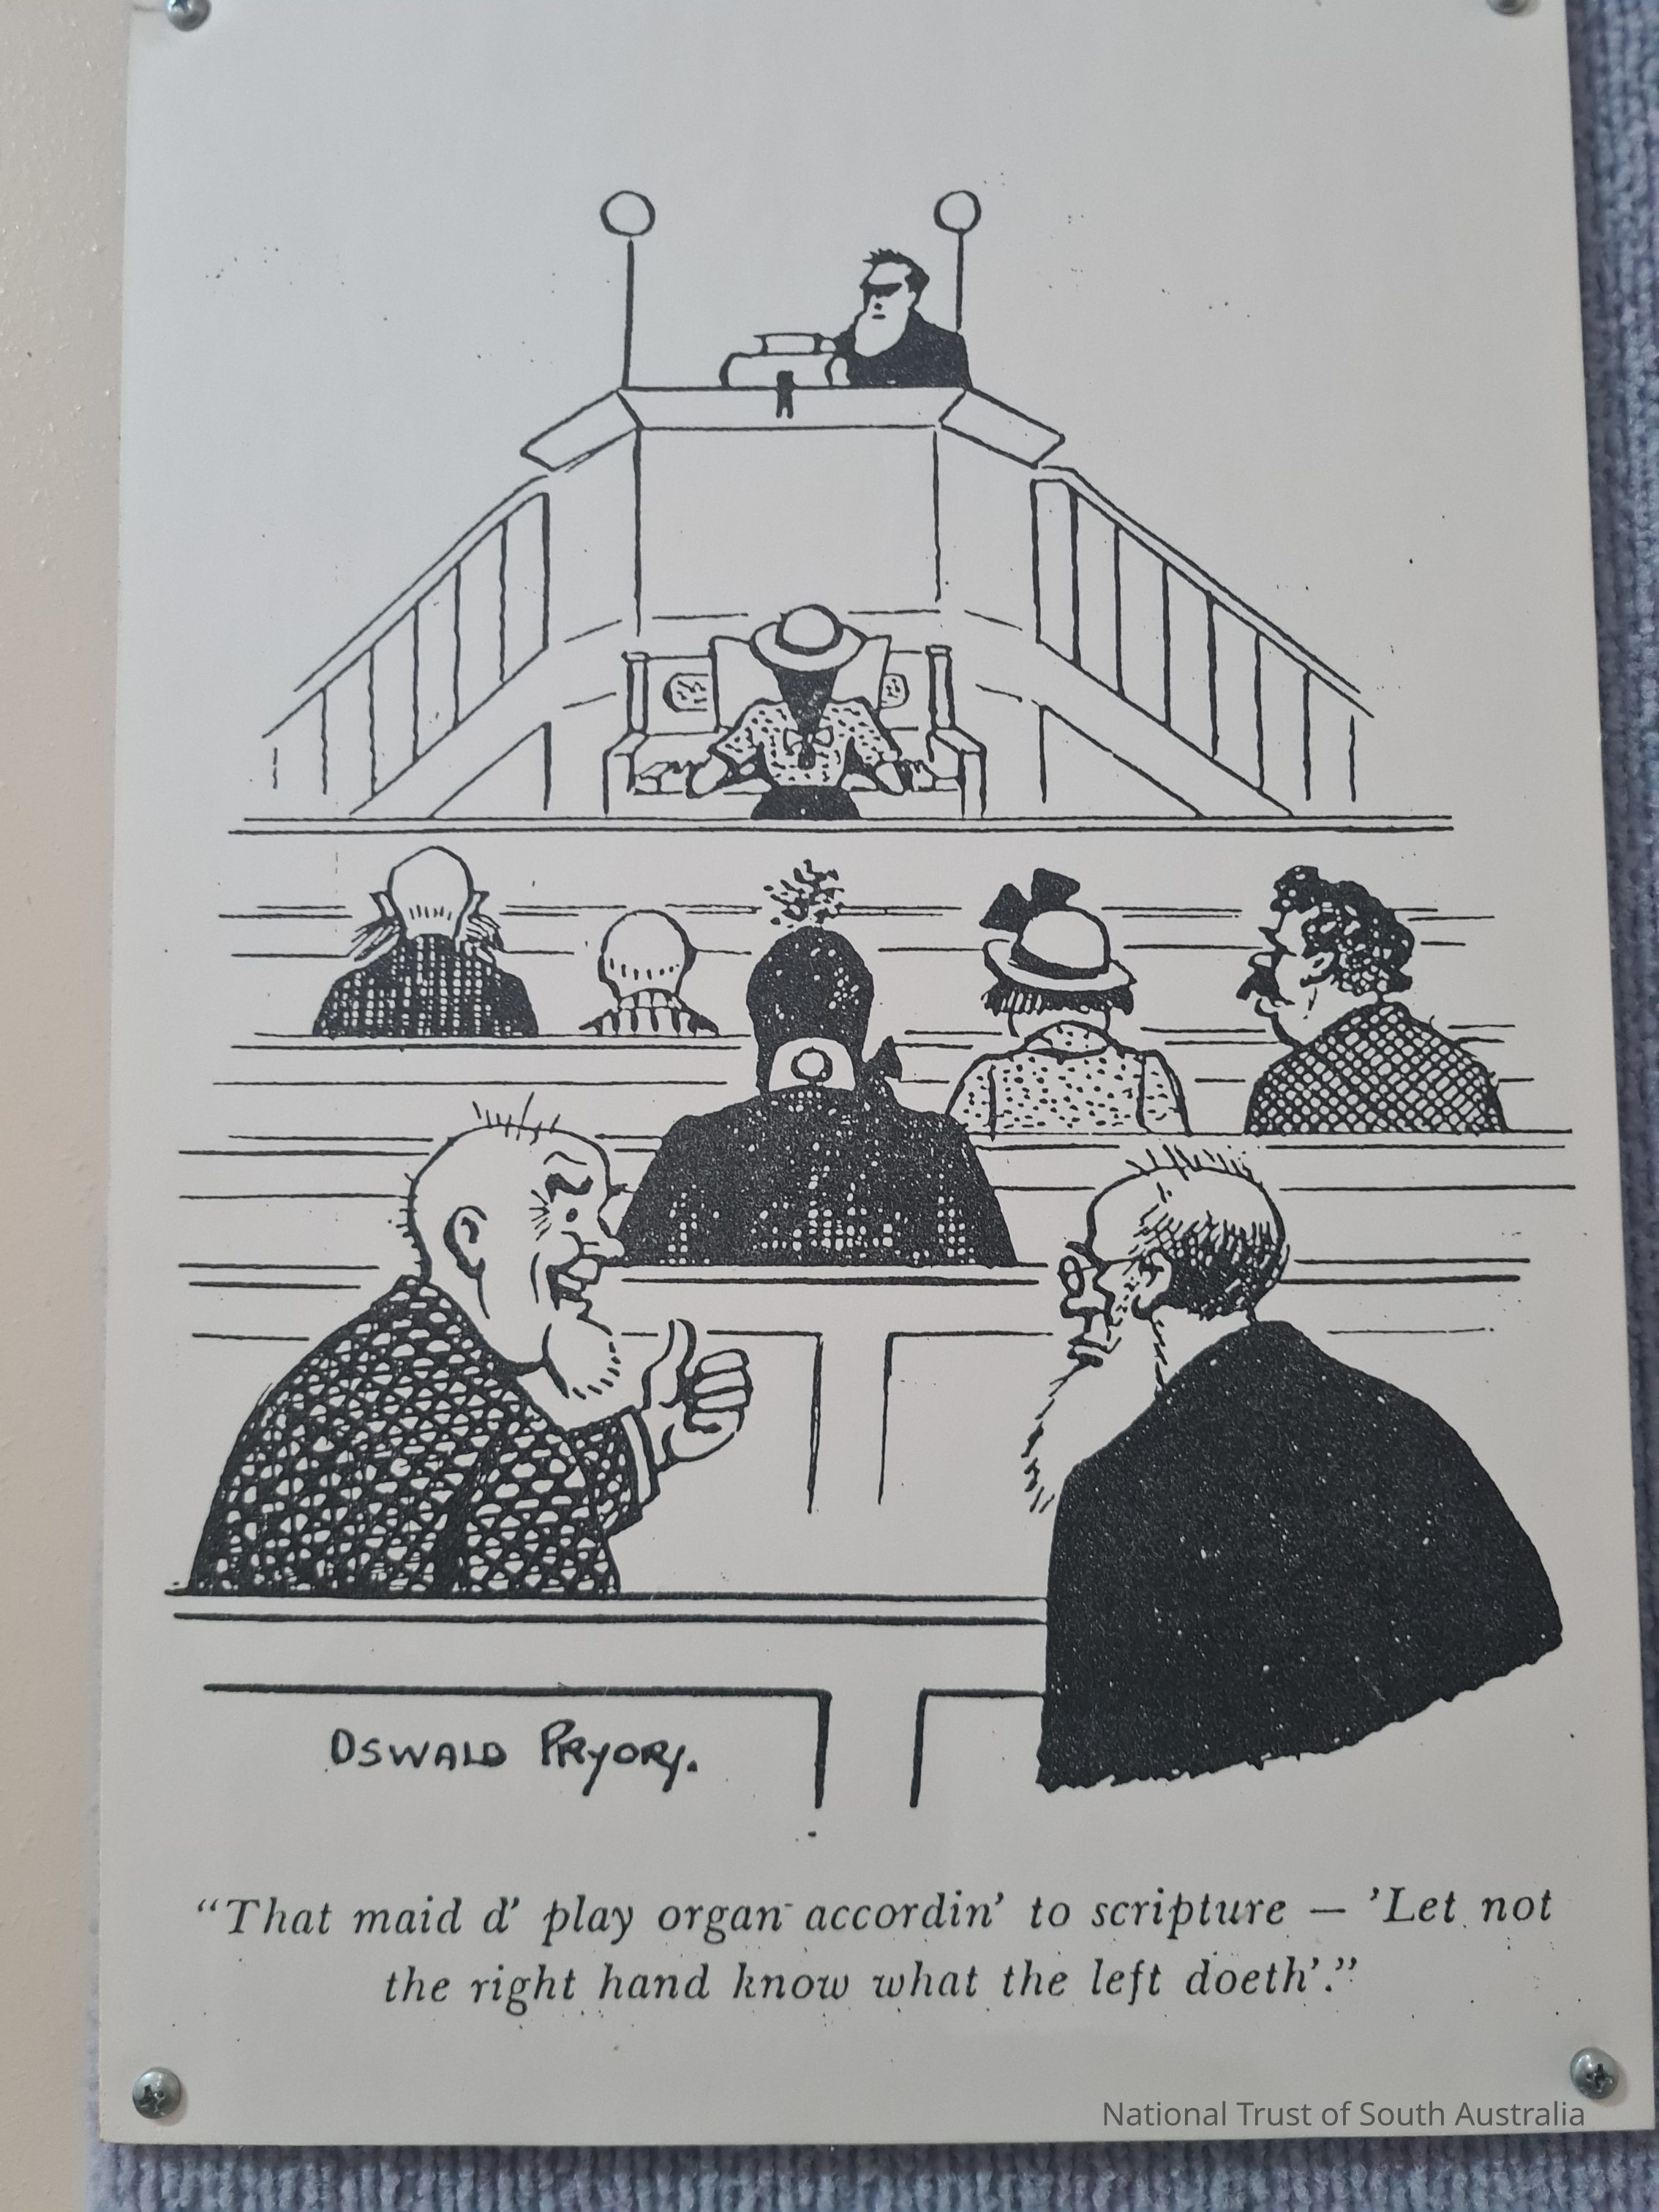 OSWALD PRYOR.
“That maid d’ play organ accordin’ to scripture — ’Let not
the right hand know what the left doeth’.”
National Trust of South Australia